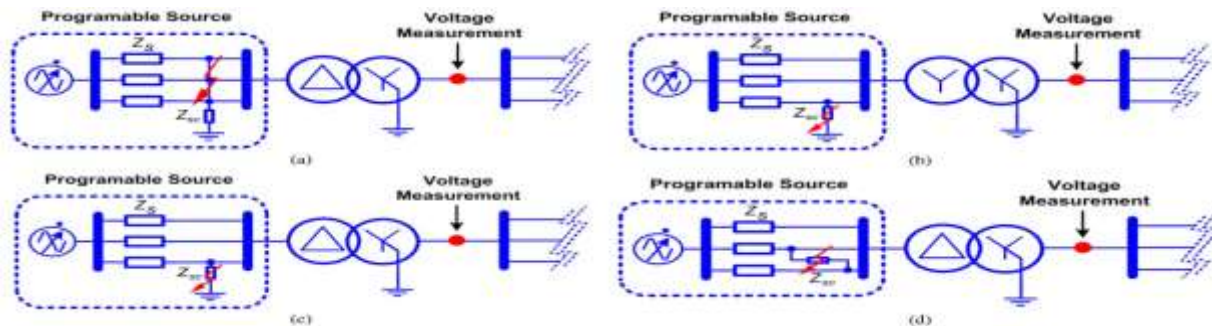 Programable Source
Voltage
Measurement
Z_S
Z_sc
(a)
Programable Source
Voltage
Measurement
Z_S
Z_sc
(b)
Programable Source
Voltage
Measurement
Z_S
Z_sc
(c)
Programable Source
Voltage
Measurement
Z_S
Z_sc
(d)